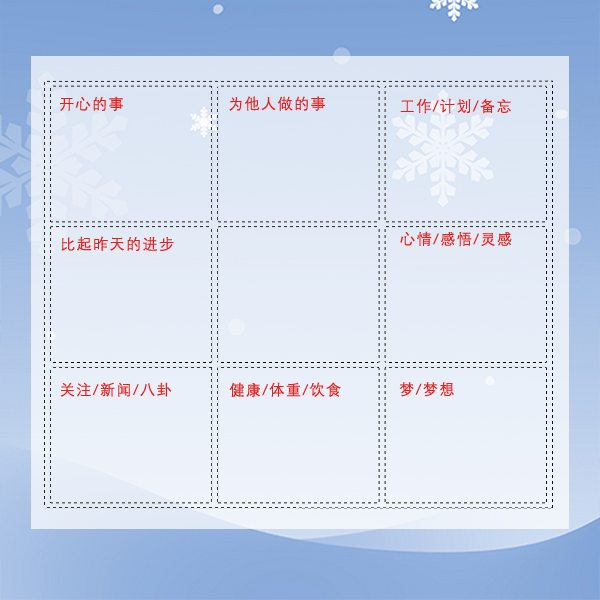 开心的事
为他人做的事
工作/计划/备忘
比起昨天的进步
心情/感悟/灵感
关注/新闻/八卦
健康/体重/饮食
梦/梦想